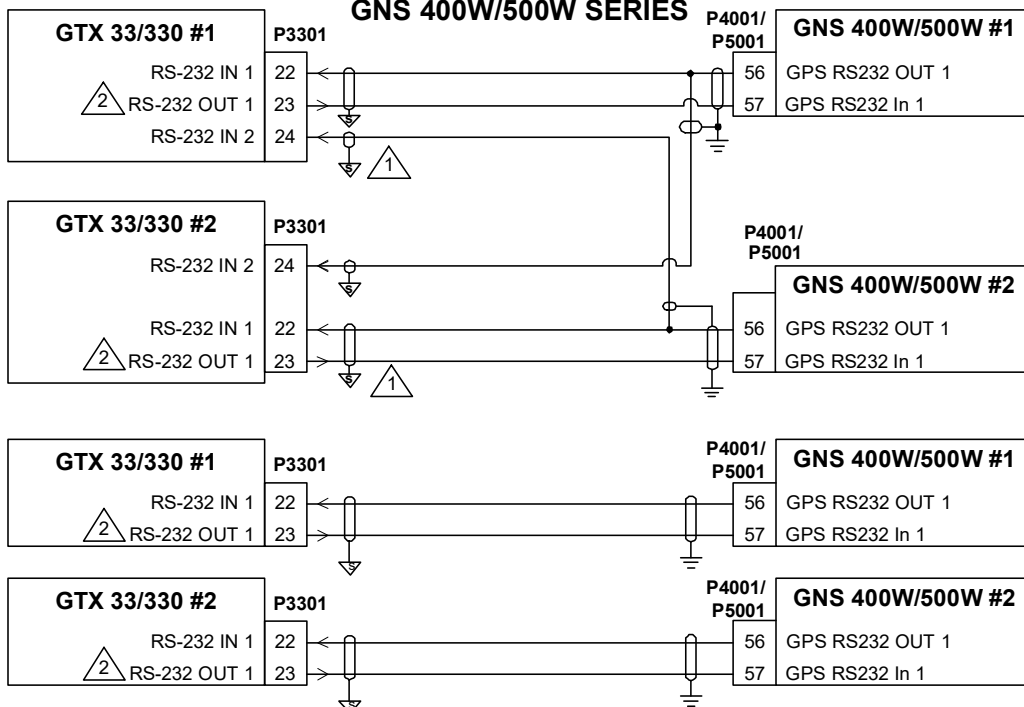 GNS 400W/500W SERIES
GTX 33/330 #1
P3301
P4001/
P5001
GNS 400W/500W #1
RS-232 IN 1 22
56 GPS RS232 OUT 1
2 RS-232 OUT 1 23
57 GPS RS232 In 1
S
RS-232 IN 2 24
S
1
GTX 33/330 #2
P3301
RS-232 IN 2 24
S
P4001/
P5001
GNS 400W/500W #2
RS-232 IN 1 22
56 GPS RS232 OUT 1
2 RS-232 OUT 1 23
57 GPS RS232 In 1
S
1
GTX 33/330 #1
P3301
P4001/
P5001
GNS 400W/500W #1
RS-232 IN 1 22
56 GPS RS232 OUT 1
2 RS-232 OUT 1 23
57 GPS RS232 In 1
S
GTX 33/330 #2
P3301
P4001/
P5001
GNS 400W/500W #2
RS-232 IN 1 22
56 GPS RS232 OUT 1
2 RS-232 OUT 1 23
57 GPS RS232 In 1
S